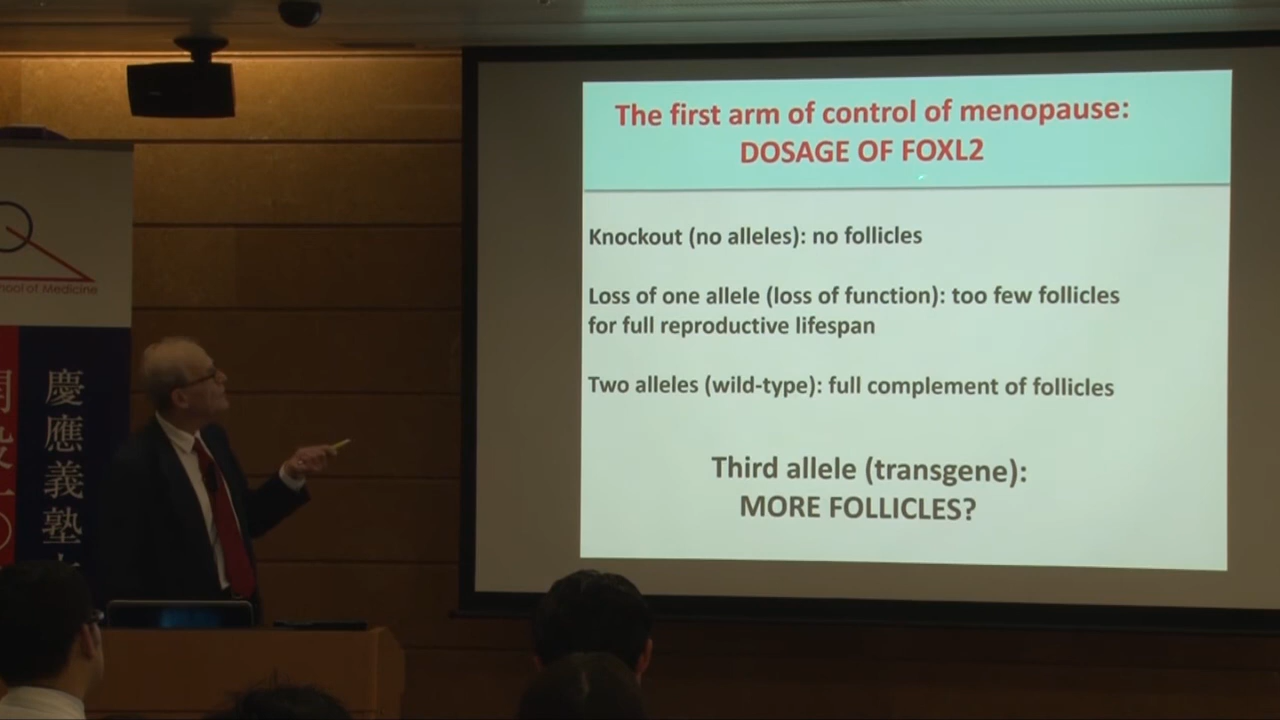 The first arm of control of menopause:
DOSAGE OF FOXL2
Knockout (no alleles): no follicles
Loss of one allele (loss of function): too few follicles
for full reproductive lifespan
Two alleles (wild-type): full complement of follicles
Third allele (transgene):
MORE FOLLICLES?
of Medicine
慶應義塾